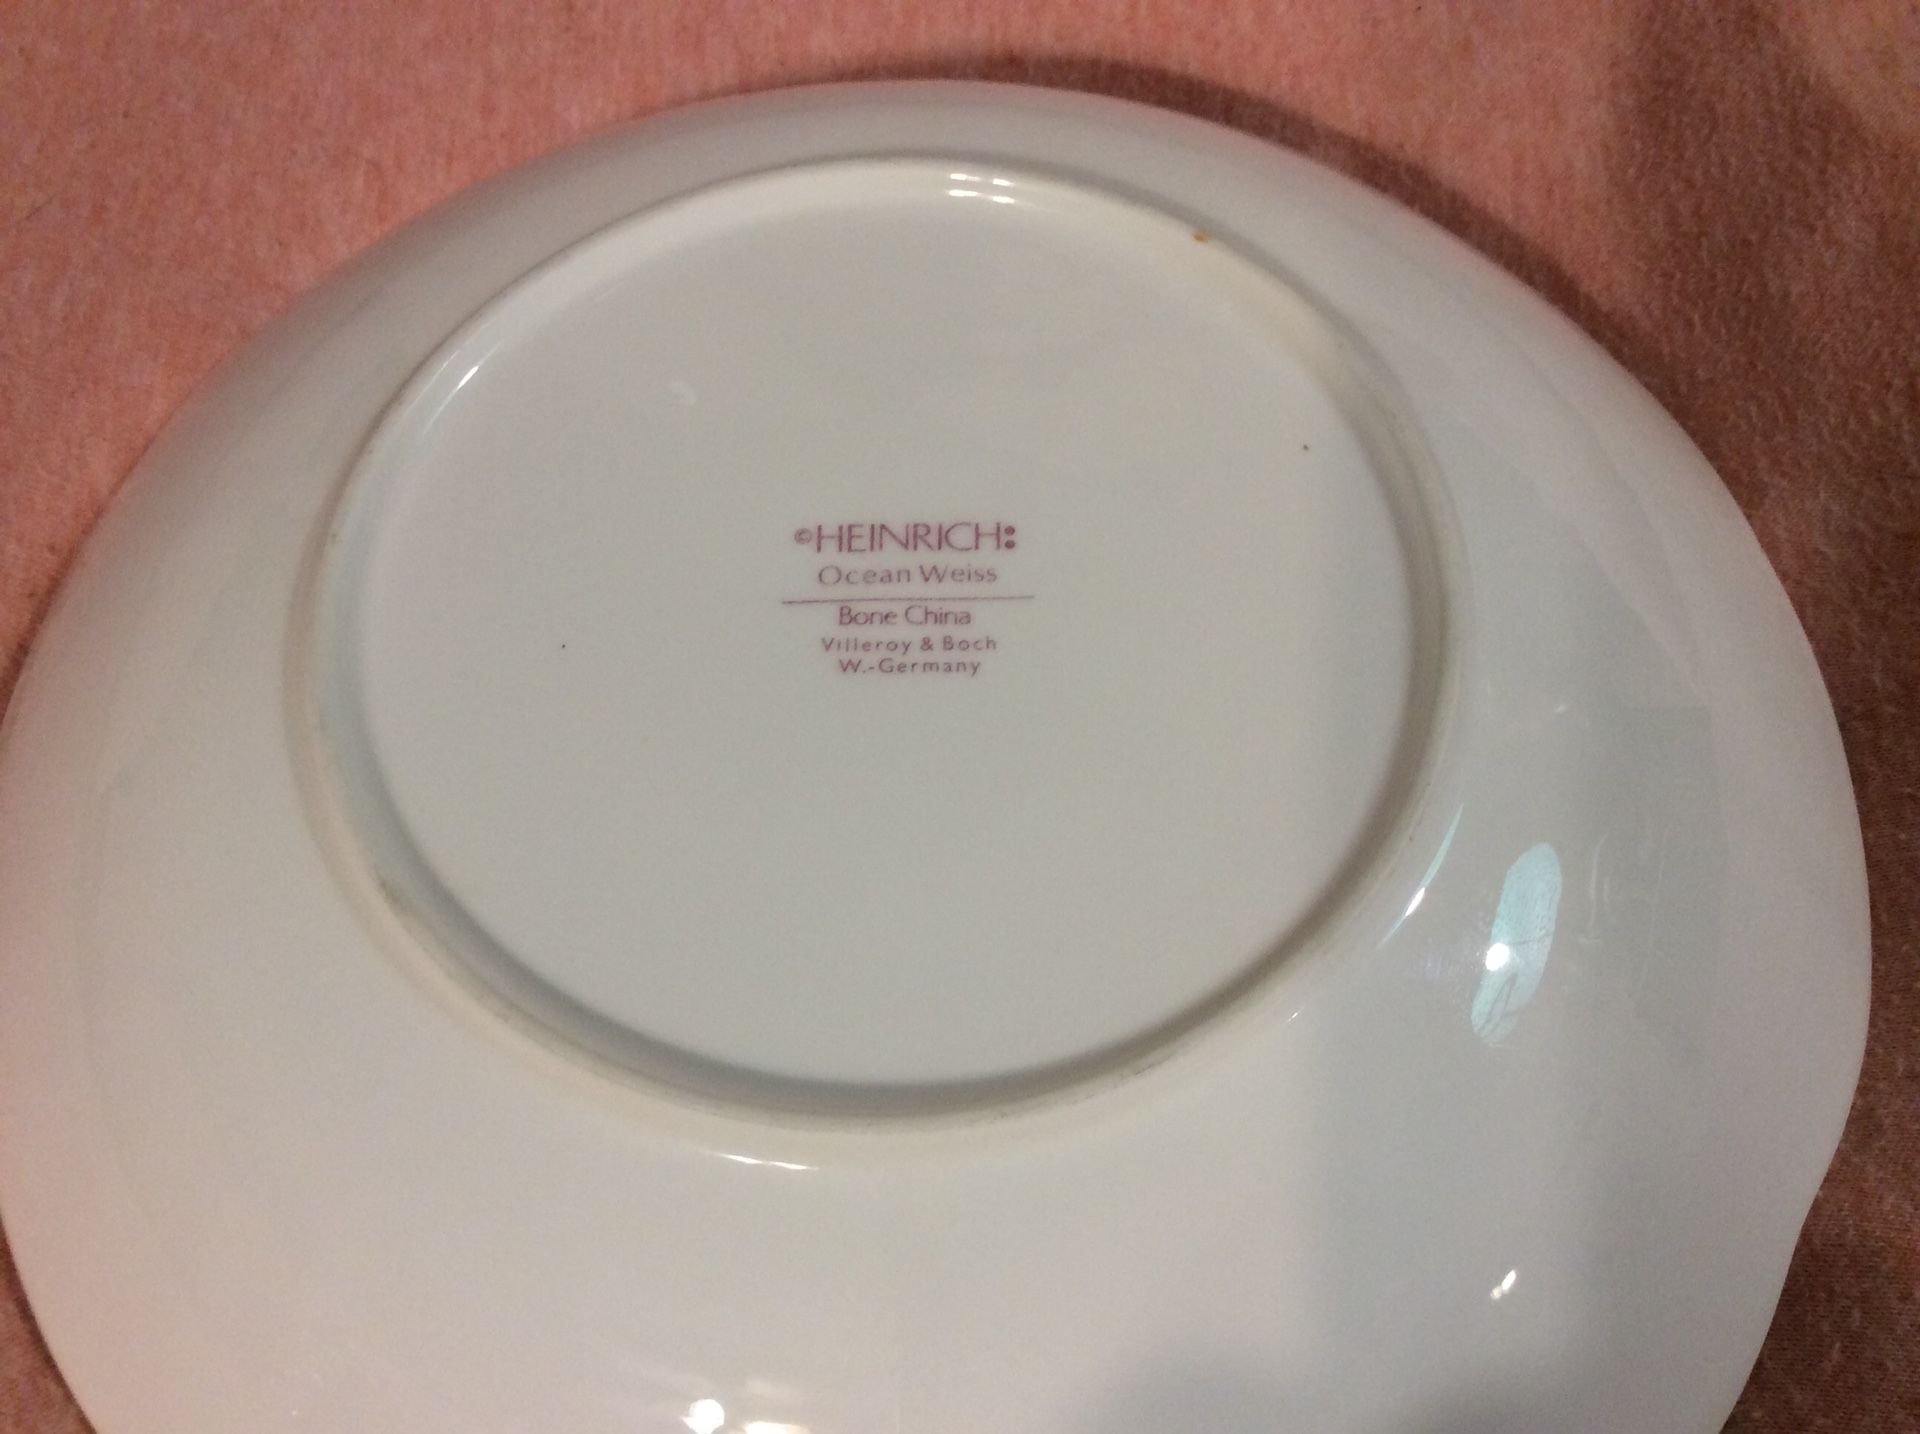 ©HEINRICH:
Ocean Weiss
Bone China
Villeroy & Boch
W.-Germany